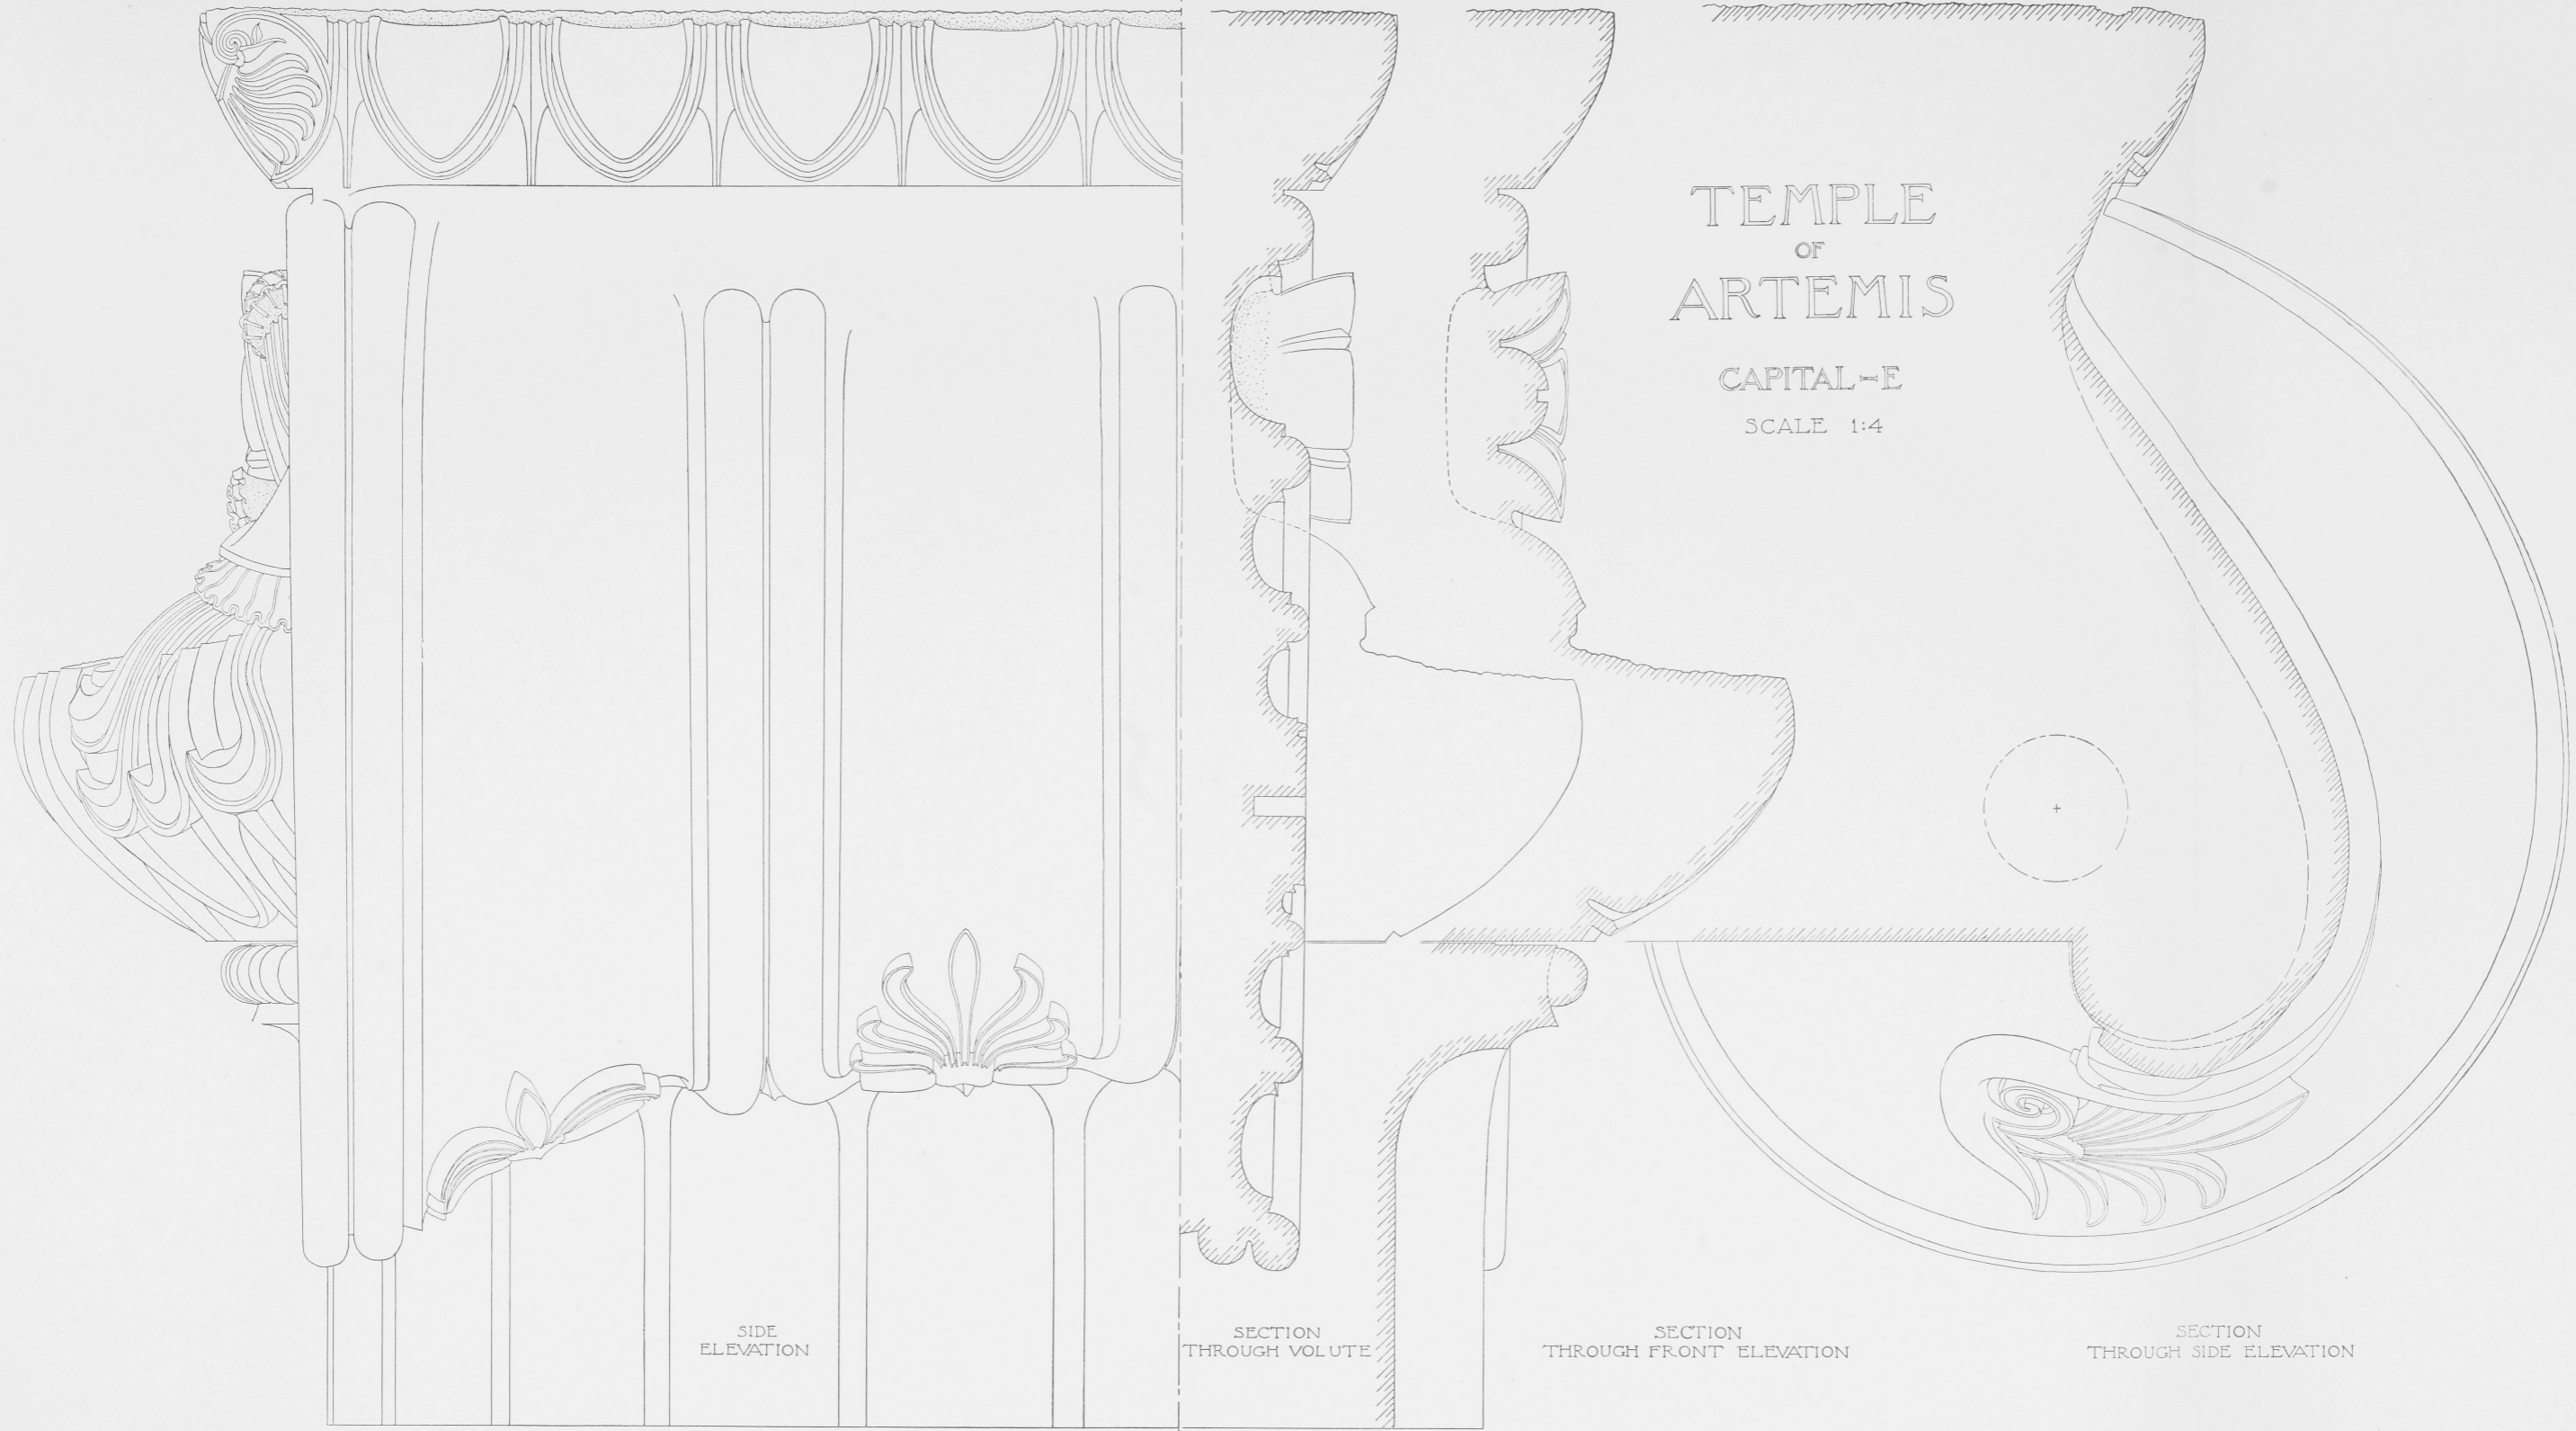 TEMPLE
OF
ARTEMIS
CAPITAL-E
SCALE 1:4
SIDE
ELEVATION
SECTION
THROUGH VOLUTE
SECTION
THROUGH FRONT ELEVATION
SECTION
THROUGH SIDE ELEVATION